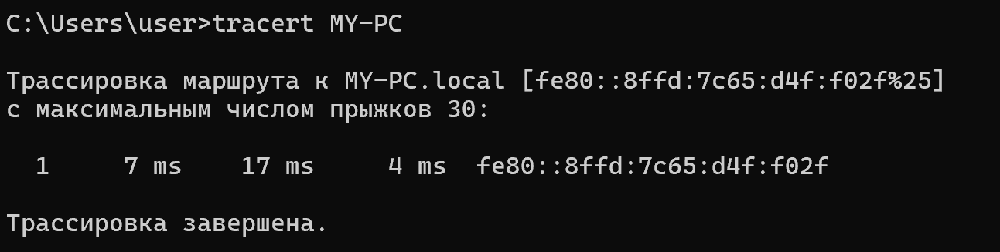 C:\Users\user>tracert MY-PC
Трассировка маршрута к MY-PC.local [fe80::8ffd:7c65:d4f:f02f%25]
с максимальным числом прыжков 30:
1 7 ms 17 ms 4 ms fe80::8ffd:7c65:d4f:f02f
Трассировка завершена.